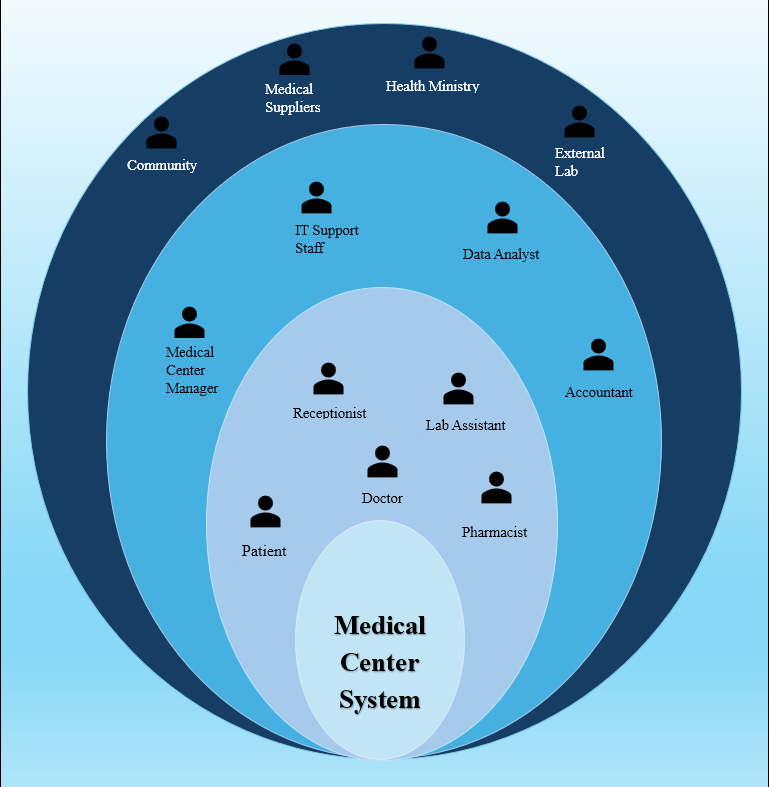 Health Ministry
Medical
Suppliers
External
Lab
Community
IT Support
Staff
Data Analyst
Medical
Center
Manager
Accountant
Receptionist
Lab Assistant
Doctor
Pharmacist
Patient
Medical
Center
System